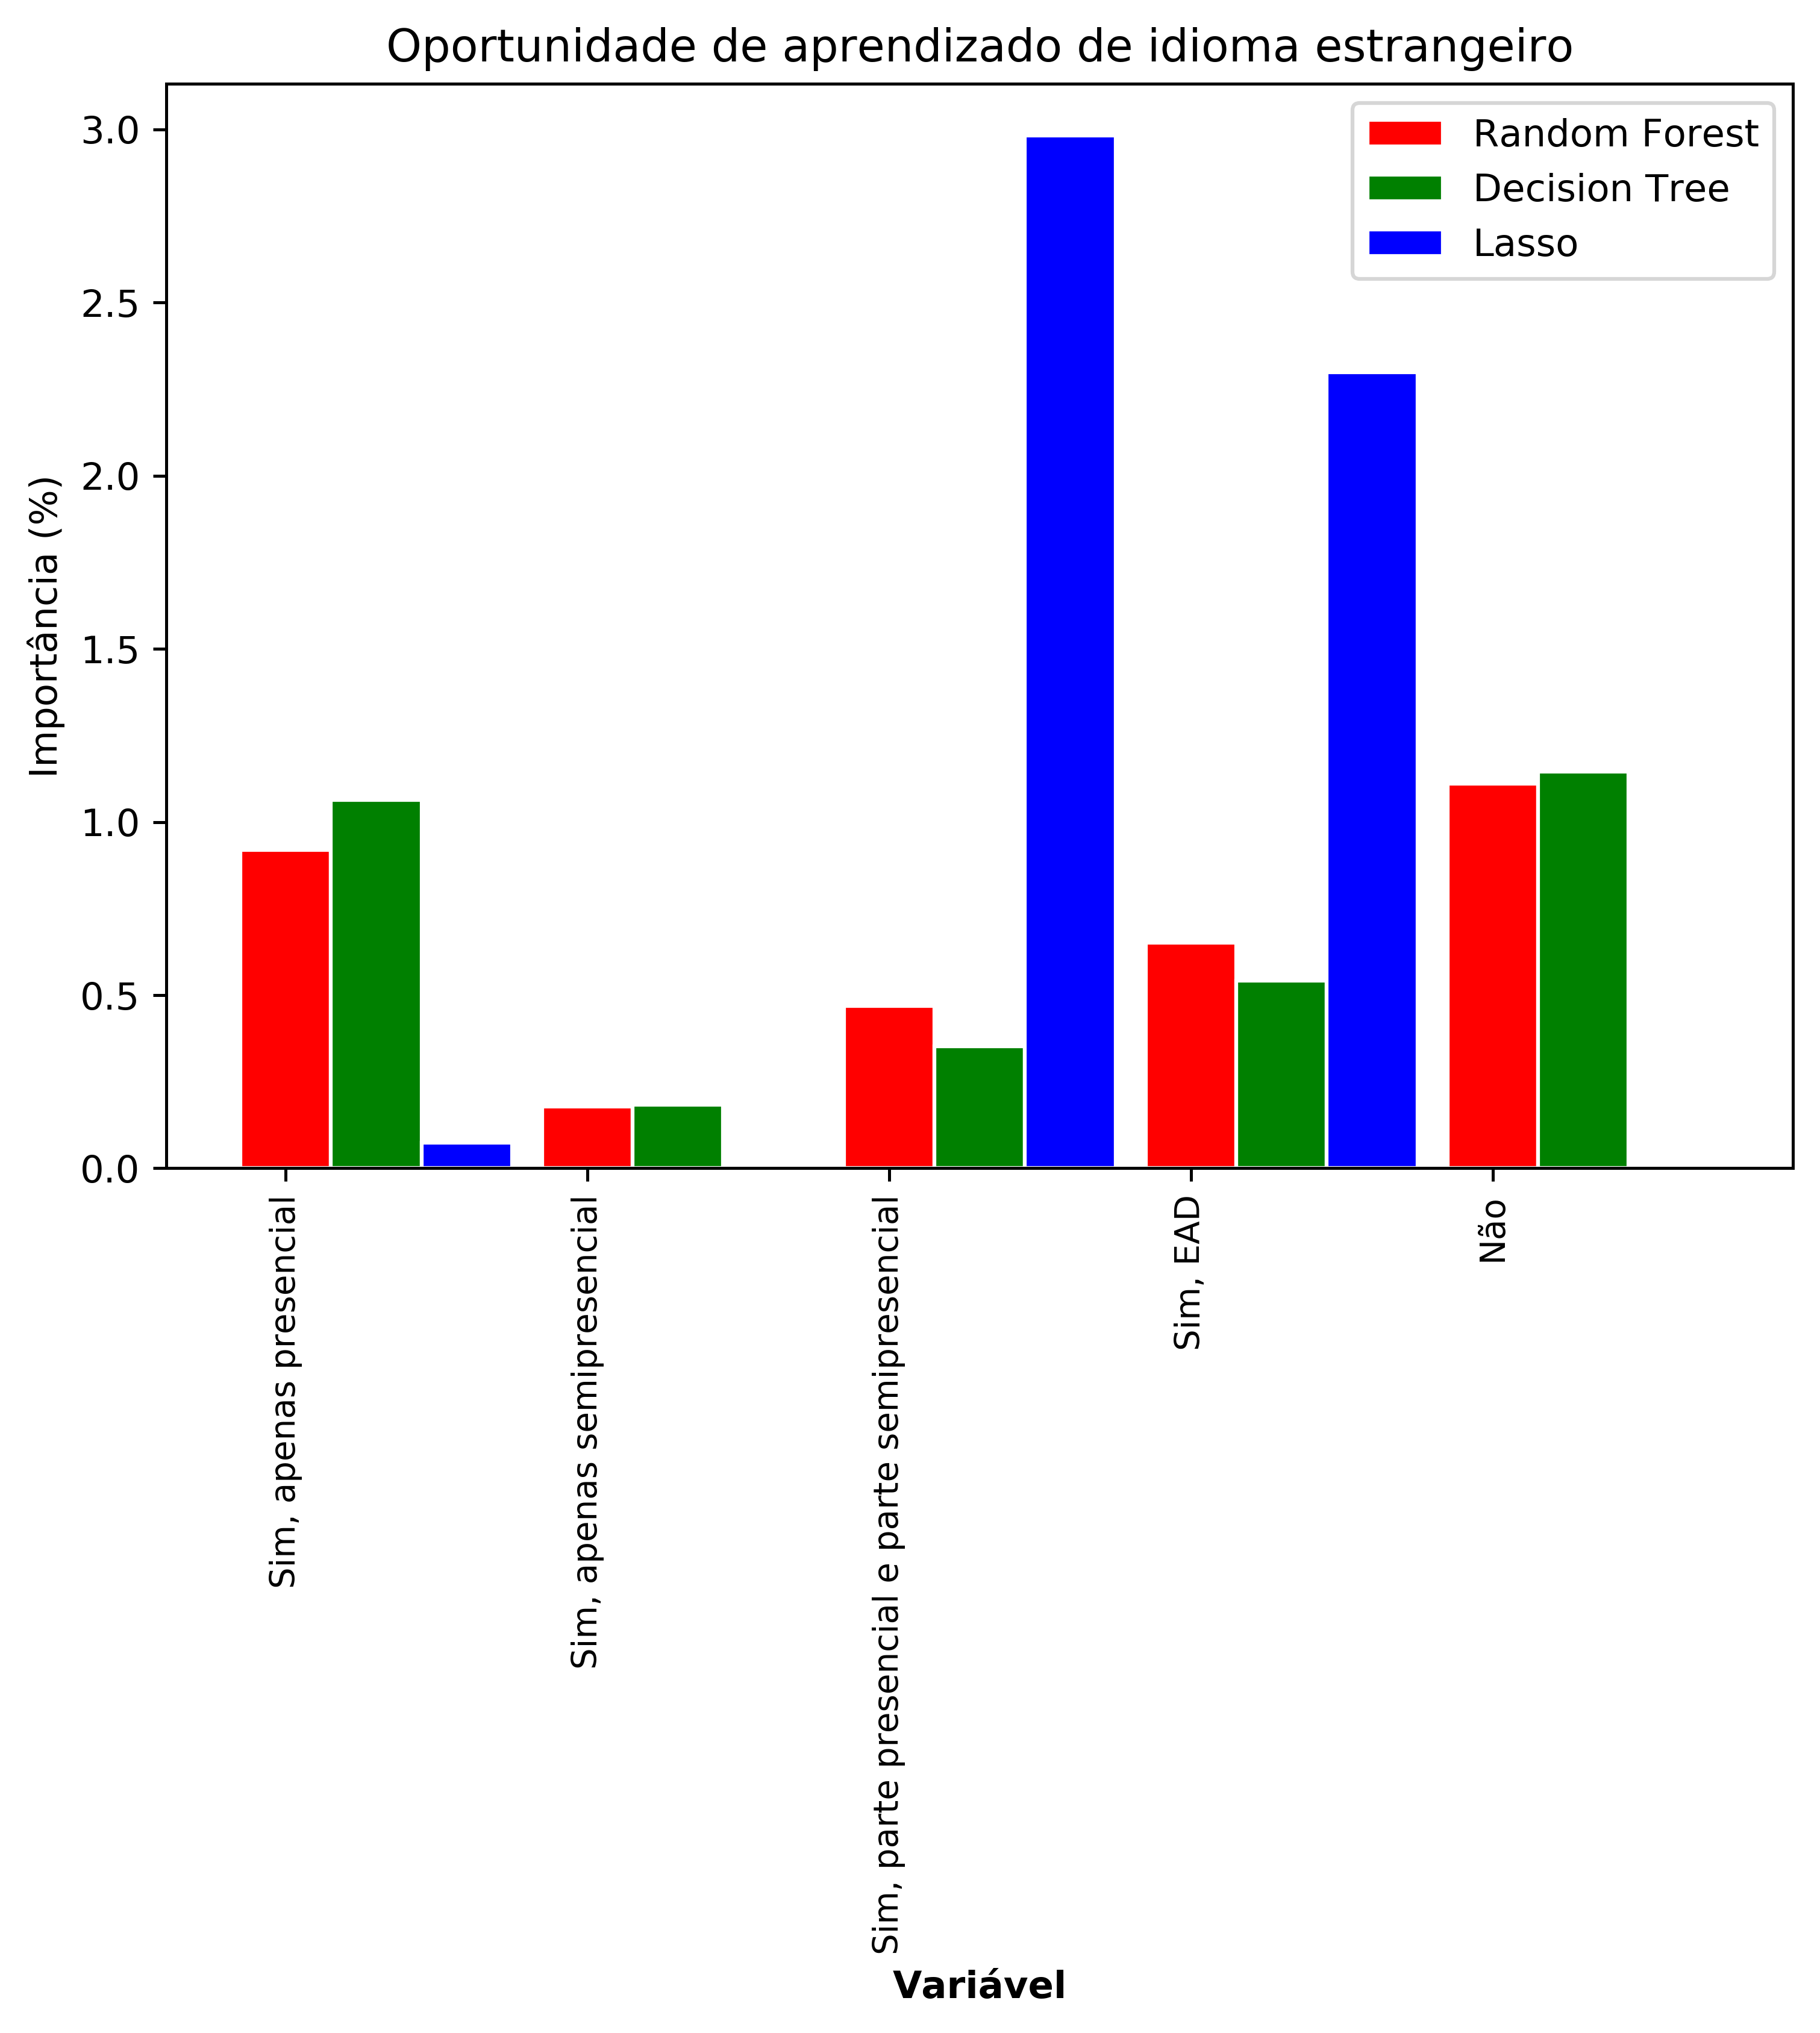 Oportunidade de aprendizado de idioma estrangeiro
Importância (%)
3.0
2.5
2.0
1.5
1.0
0.5
0.0
Random Forest
Decision Tree
Lasso
Sim, apenas presencial
Sim, apenas semipresencial
Sim, parte presencial e parte semipresencial
Sim, EAD
Não
Variável